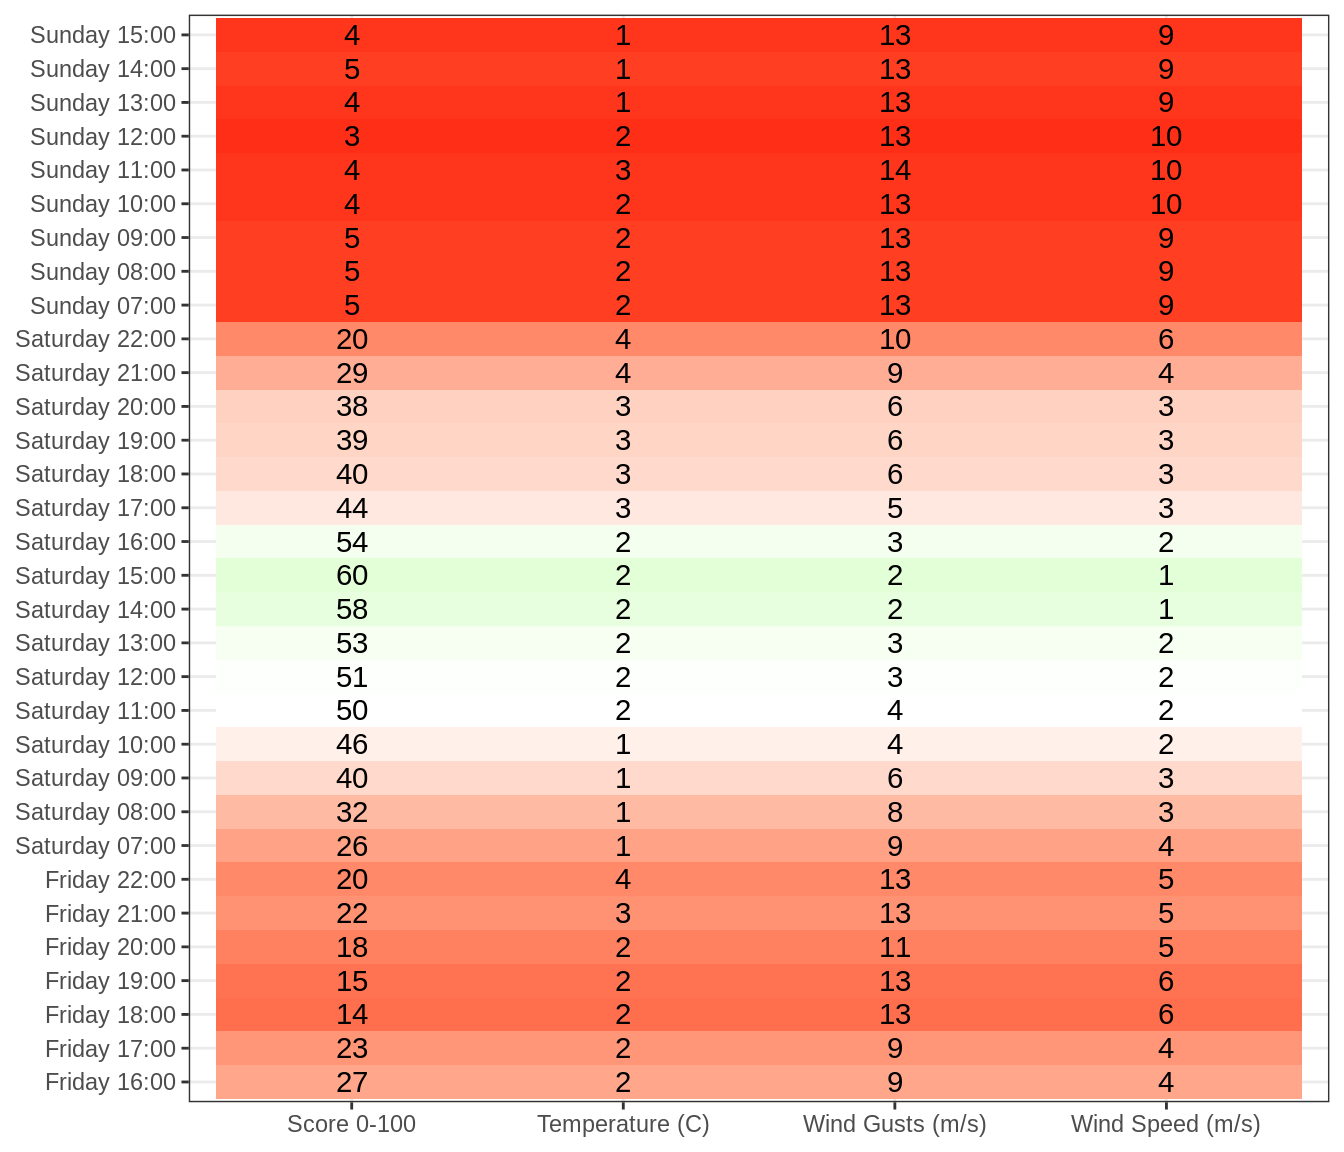 Sunday 15:00 4 1 13 9
Sunday 14:00 5 1 13 9
Sunday 13:00 4 1 13 9
Sunday 12:00 3 2 13 10
Sunday 11:00 4 3 14 10
Sunday 10:00 4 2 13 10
Sunday 09:00 5 2 13 9
Sunday 08:00 5 2 13 9
Sunday 07:00 5 2 13 9
Saturday 22:00 20 4 10 6
Saturday 21:00 29 4 9 4
Saturday 20:00 38 3 6 3
Saturday 19:00 39 3 6 3
Saturday 18:00 40 3 6 3
Saturday 17:00 44 3 5 3
Saturday 16:00 54 2 3 2
Saturday 15:00 60 2 2 1
Saturday 14:00 58 2 2 1
Saturday 13:00 53 2 3 2
Saturday 12:00 51 2 3 2
Saturday 11:00 50 2 4 2
Saturday 10:00 46 1 4 2
Saturday 09:00 40 1 6 3
Saturday 08:00 32 1 8 3
Saturday 07:00 26 1 9 4
Friday 22:00 20 4 13 5
Friday 21:00 22 3 13 5
Friday 20:00 18 2 11 5
Friday 19:00 15 2 13 6
Friday 18:00 14 2 13 6
Friday 17:00 23 2 9 4
Friday 16:00 27 2 9 4
Score 0-100 Temperature (C) Wind Gusts (m/s) Wind Speed (m/s)